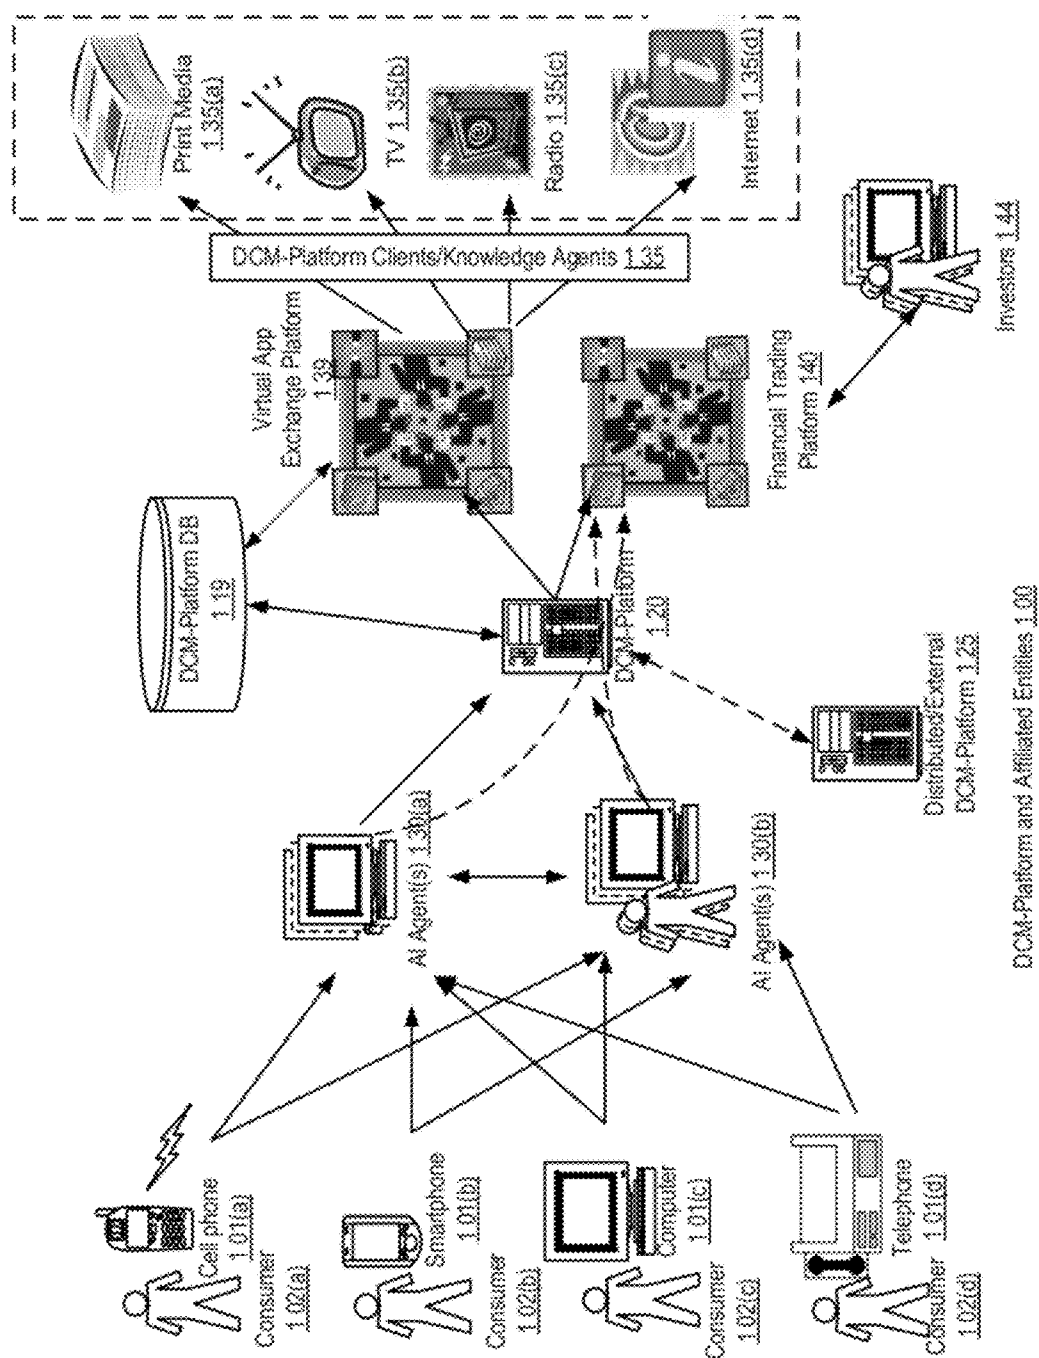 Cell phone
1.01(a)
Consumer
1.02(a)
Smartphone
1.01(b)
Consumer
1.02(b)
Computer
1.01(c)
Consumer
1.02(c)
Telephone
1.01(d)
Consumer
1.02(d)
AI Agent(s) 1.30(a)
AI Agent(s) 1.30(b)
DCM-Platform DB
1.19
DCM-Platform
1.20
Distributed/External
DCM-Platform 1.25
Virtual App
Exchange Platform
1.39
Financial Trading
Platform 140
DCM-Platform Clients/Knowledge Agents 1.35
Print Media
1.35(a)
TV 1.35(b)
Radio 1.35(c)
Internet 1.35(d)
Investors 1.44
DCM-Platform and Affiliated Entities 1.00